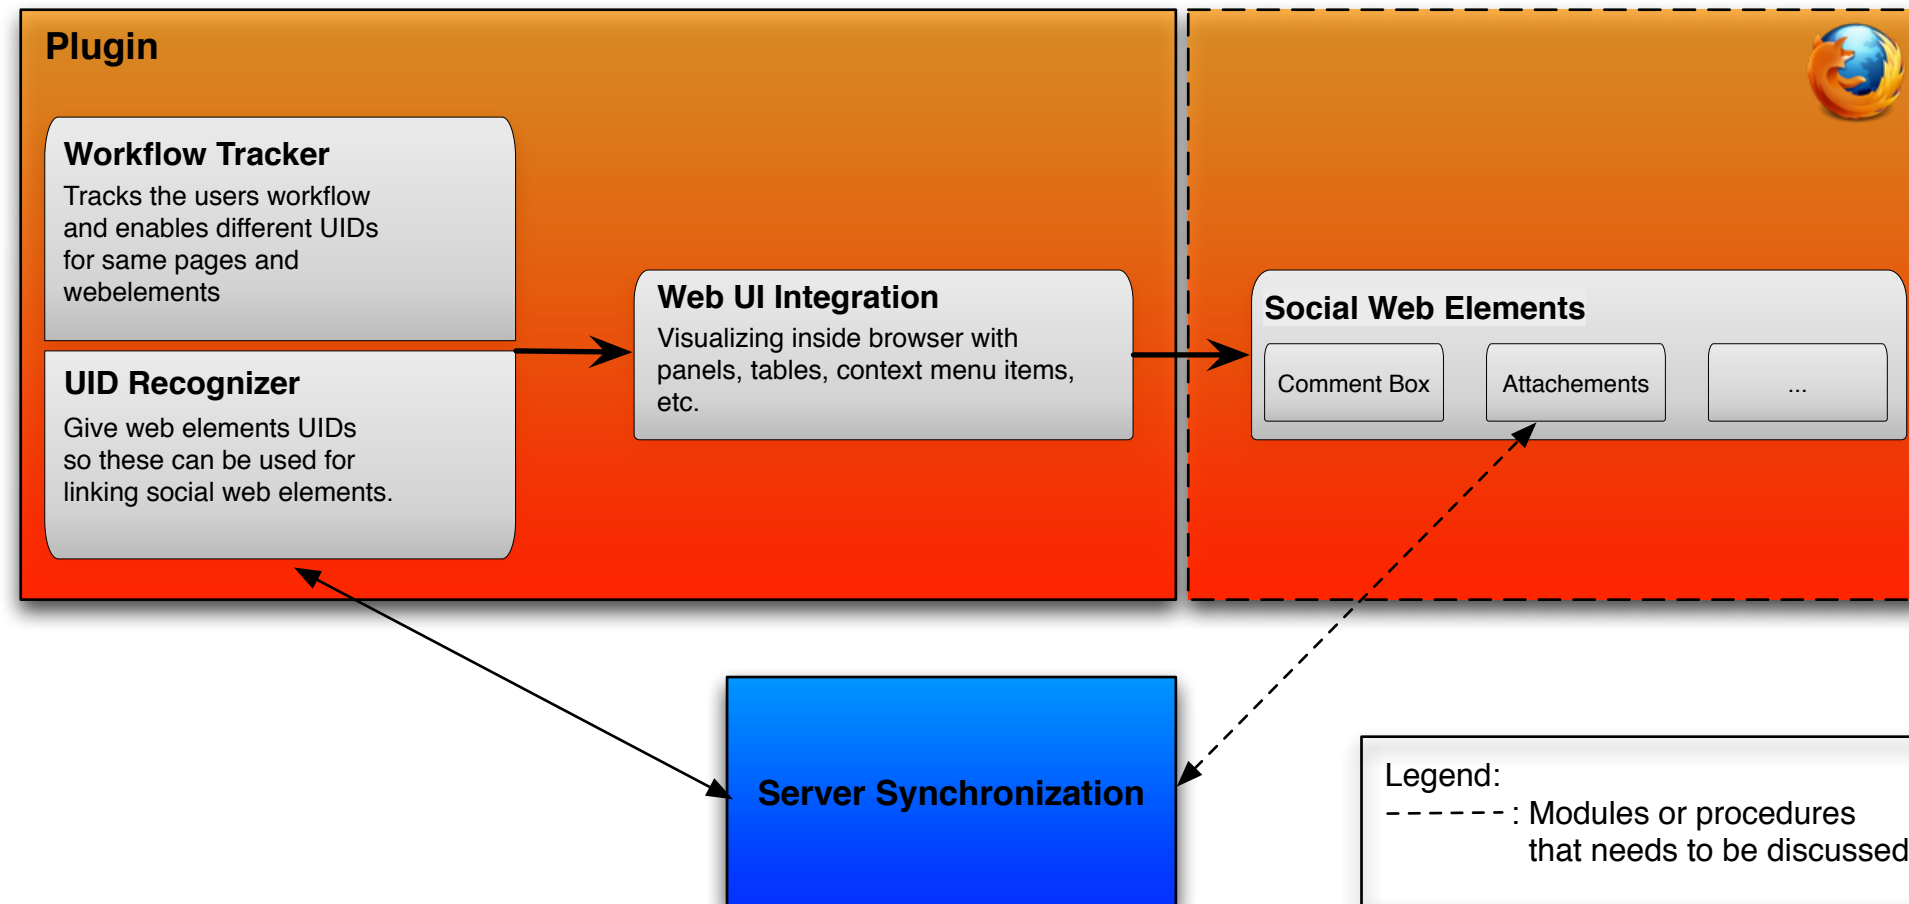 Plugin
Workflow Tracker
Tracks the users workflow
and enables different UIDs
for same pages and
webelements
UID Recognizer
Give web elements UIDs
so these can be used for
linking social web elements.
Web UI Integration
Visualizing inside browser with
panels, tables, context menu items,
etc.
Social Web Elements
Comment Box
Attachements
...
Server Synchronization
Legend:
------: Modules or procedures
that needs to be discussed